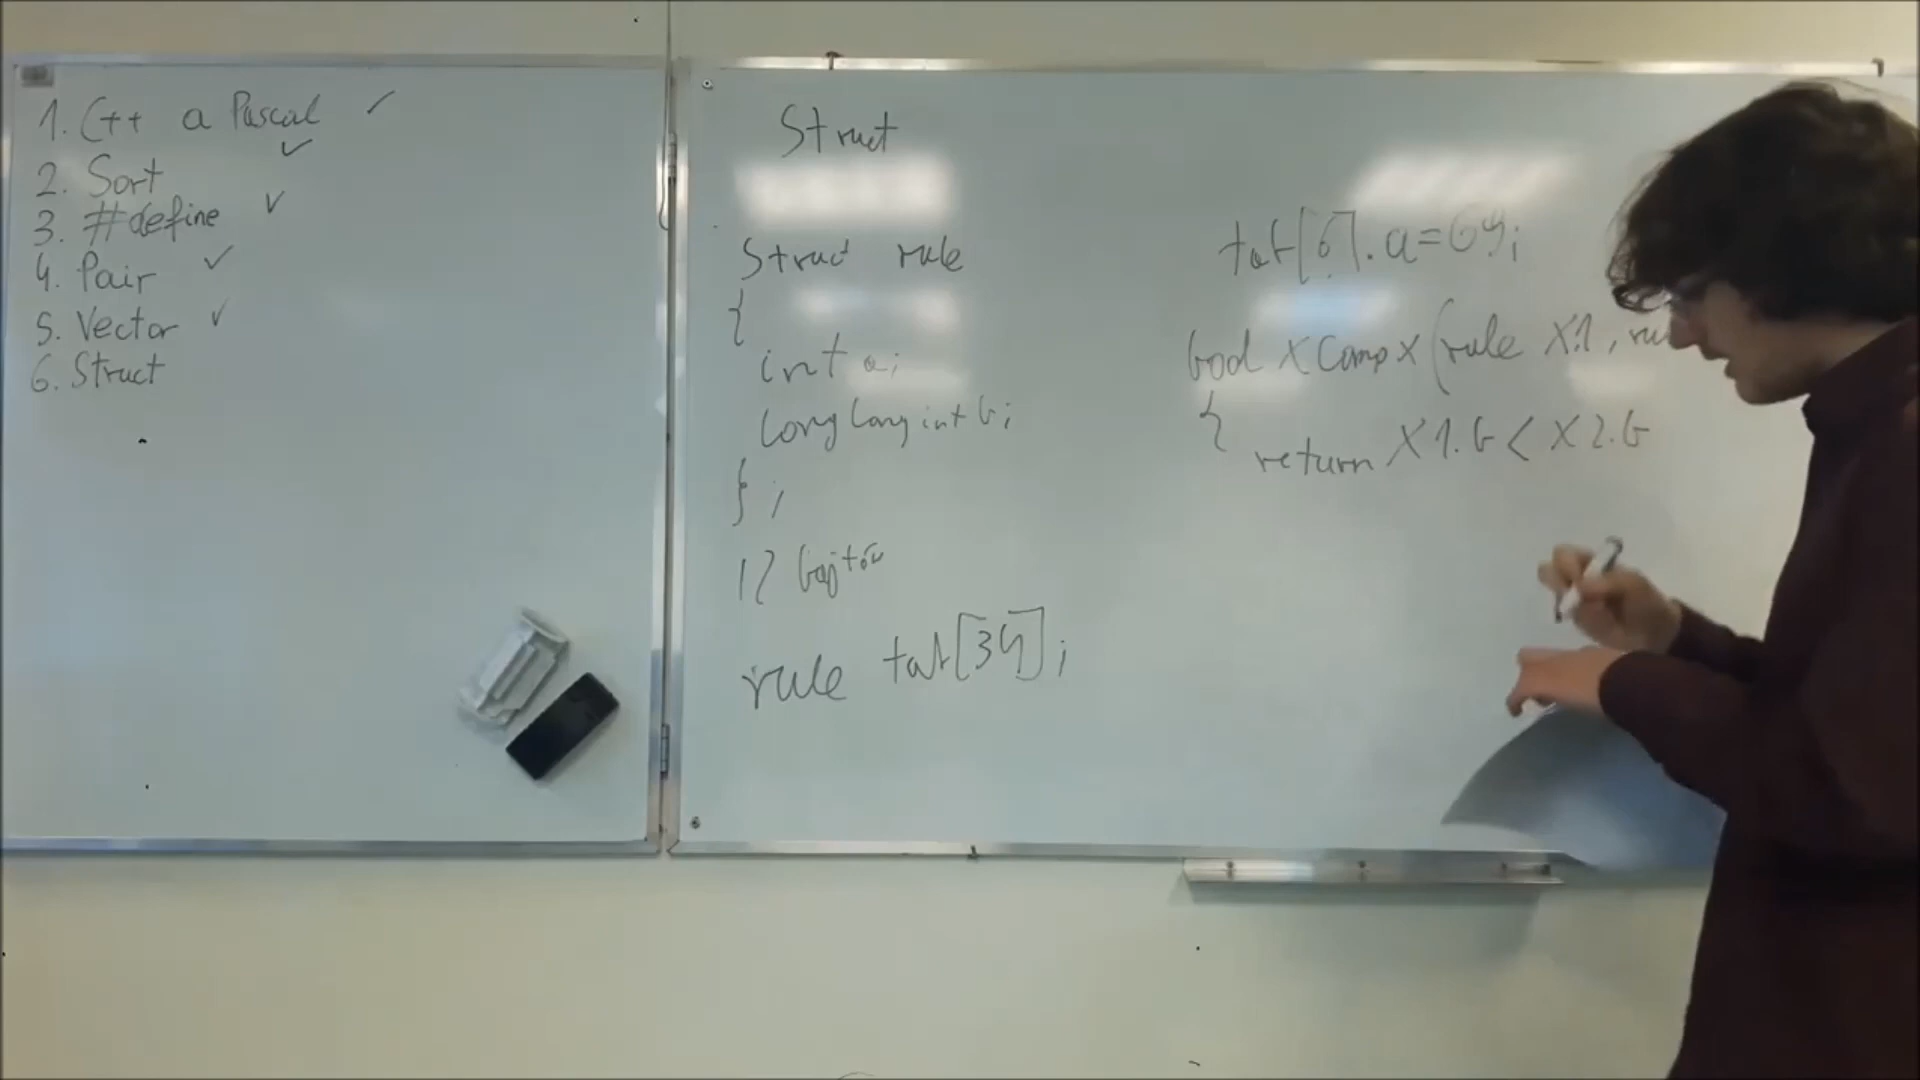 1. C++ a Pascal ✓
2. Sort ✓
3. #define ✓
4. Pair ✓
5. Vector ✓
6. Struct
Struct
Struct rule
{
int a;
long long int b;
};
12 bajtów
rule tab[34];
tab[6].a=69;
bool xCompx(rule X1,
{
return X1.b < X2.b